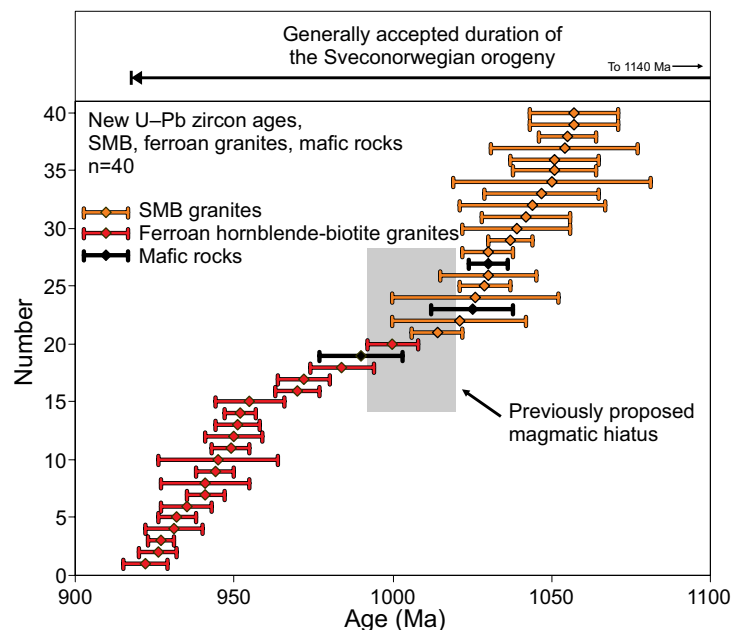 Generally accepted duration of
the Sveconorwegian orogeny
To 1140 Ma
New U–Pb zircon ages,
SMB, ferroan granites, mafic rocks
n=40
SMB granites
Ferroan hornblende-biotite granites
Mafic rocks
Previously proposed
magmatic hiatus
Number
40
35
30
25
20
15
10
5
0
900
950
1000
1050
1100
Age (Ma)